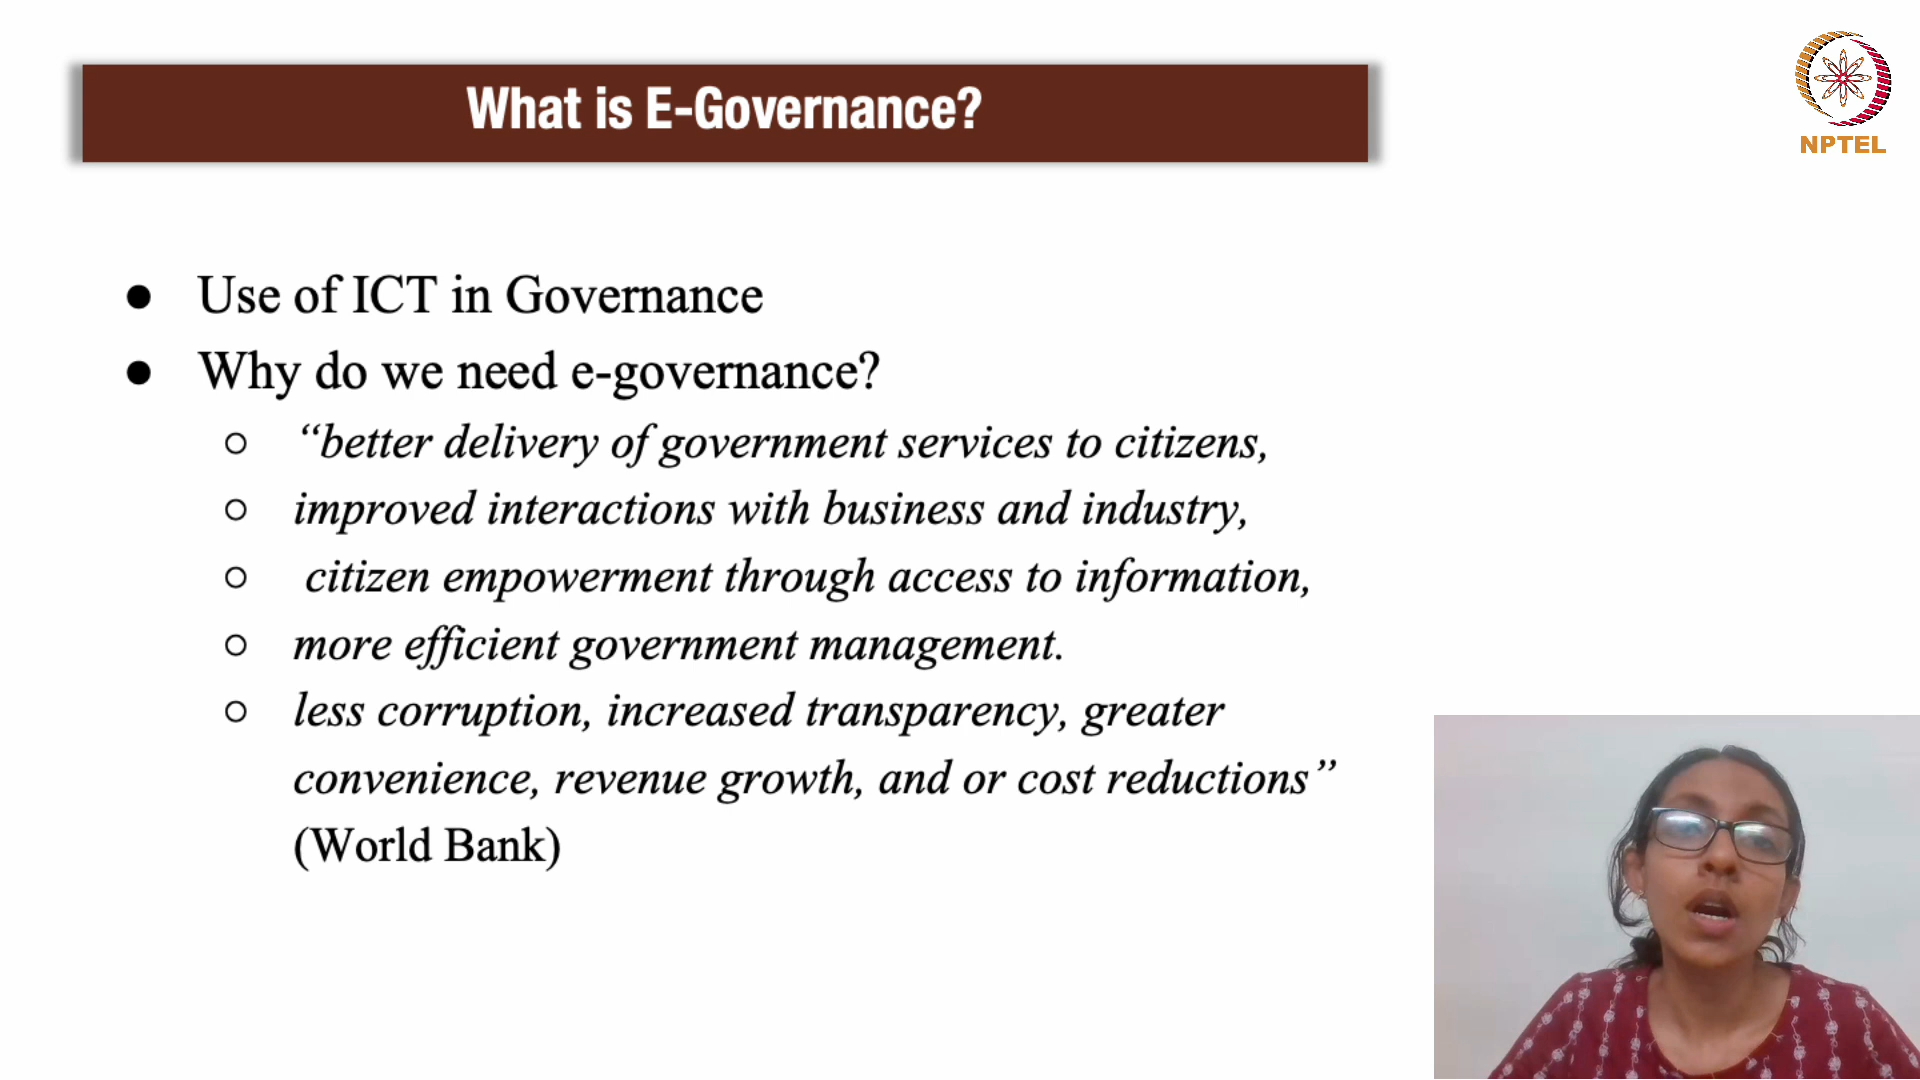 What is E-Governance?
NPTEL
● Use of ICT in Governance
● Why do we need e-governance?
○ “better delivery of government services to citizens,
○ improved interactions with business and industry,
○ citizen empowerment through access to information,
○ more efficient government management.
○ less corruption, increased transparency, greater
convenience, revenue growth, and or cost reductions”
(World Bank)